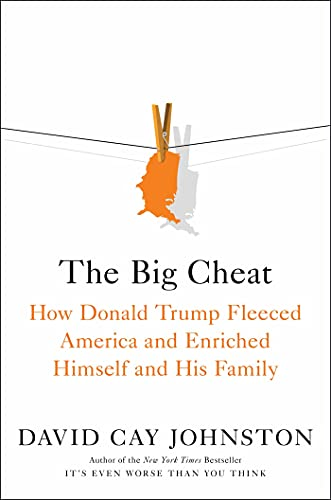 The Big Cheat
How Donald Trump Fleeced
America and Enriched
Himself and His Family
DAVID CAY JOHNSTON
Author of the New York Times Bestseller
IT'S EVEN WORSE THAN YOU THINK